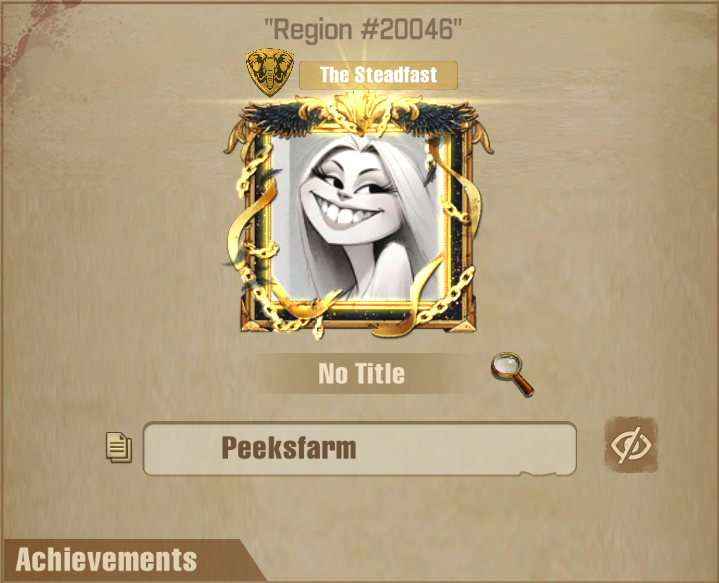 "Region #20046"
The Steadfast
No Title
Peeksfarm
Achievements